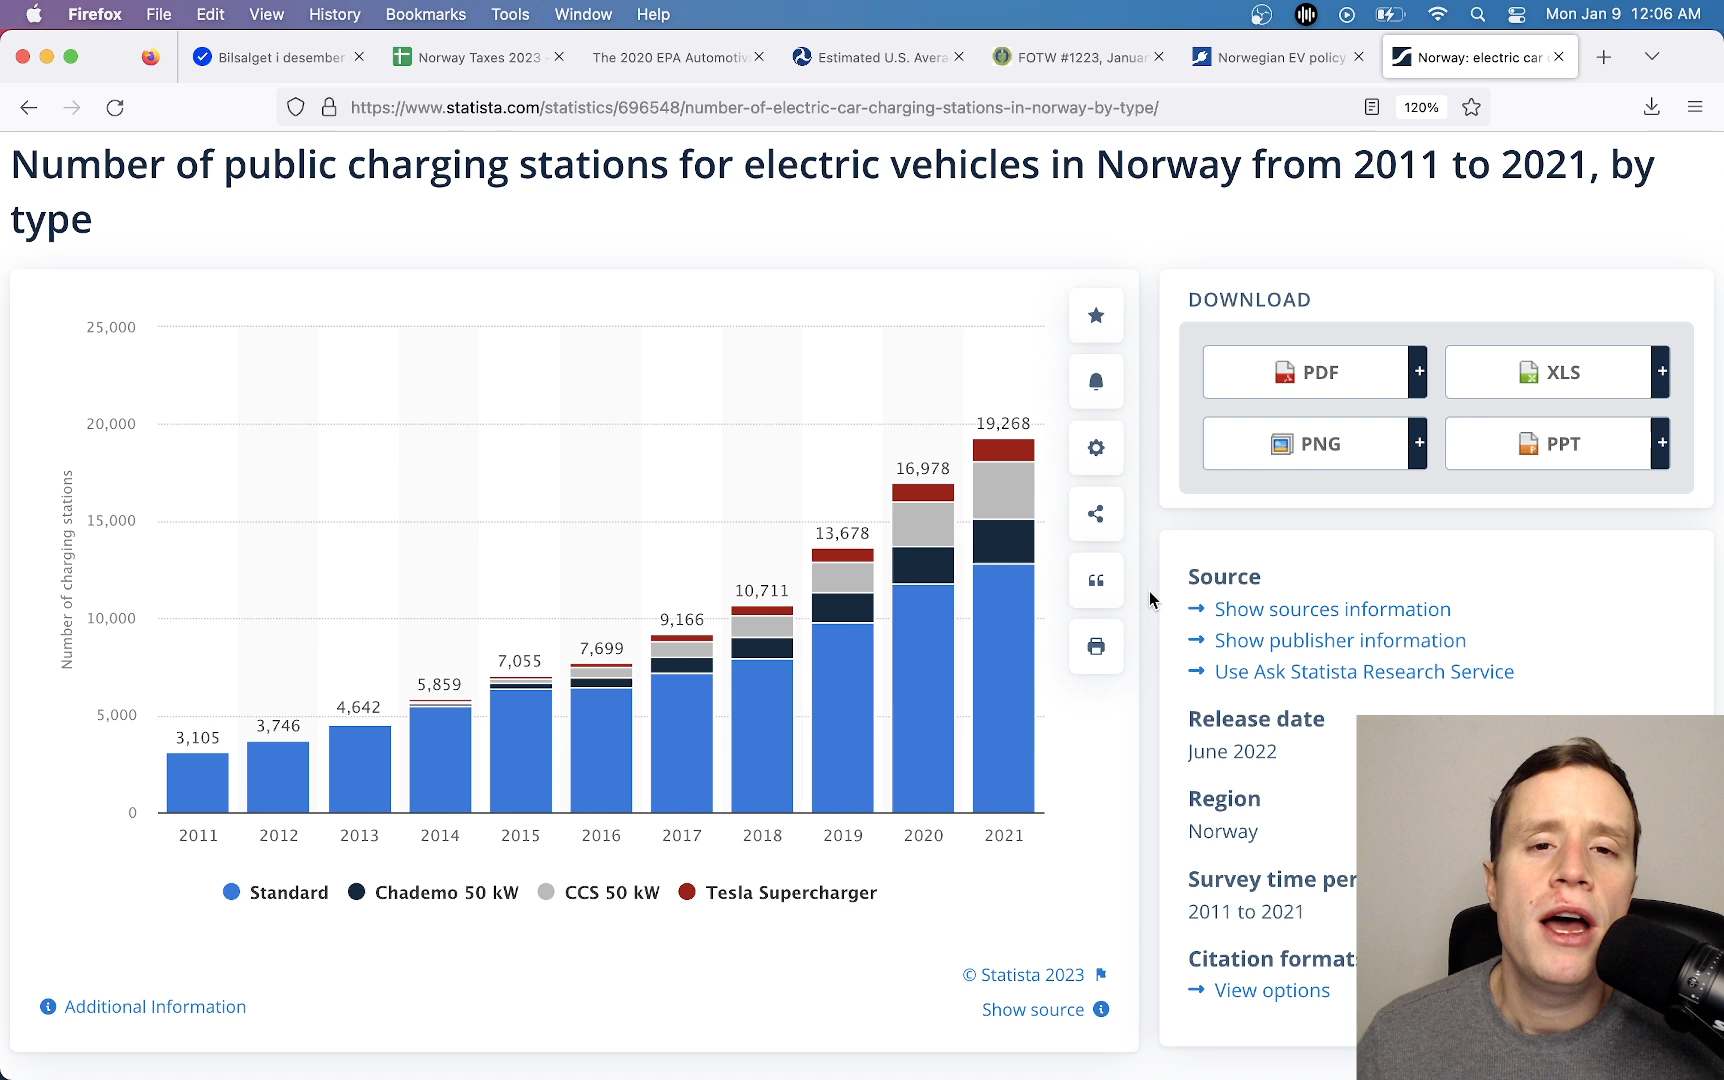 Firefox File Edit View History Bookmarks Tools Window Help Mon Jan 9 12:06 AM
Bilsalget i desember Norway Taxes 2023 - The 2020 EPA Automotiv Estimated U.S. Avera FOTW #1223, Januar Norwegian EV policy Norway: electric car
https://www.statista.com/statistics/696548/number-of-electric-car-charging-stations-in-norway-by-type/ 120%
Number of public charging stations for electric vehicles in Norway from 2011 to 2021, by
type
Number of charging stations
25,000
20,000
15,000
10,000
5,000
0
3,105
3,746
4,642
5,859
7,055
7,699
9,166
10,711
13,678
16,978
19,268
2011 2012 2013 2014 2015 2016 2017 2018 2019 2020 2021
Standard Chademo 50 kW CCS 50 kW Tesla Supercharger
© Statista 2023
Additional Information
Show source
DOWNLOAD
PDF + XLS +
PNG + PPT +
Source
→ Show sources information
→ Show publisher information
→ Use Ask Statista Research Service
Release date
June 2022
Region
Norway
Survey time per
2011 to 2021
Citation format
→ View options